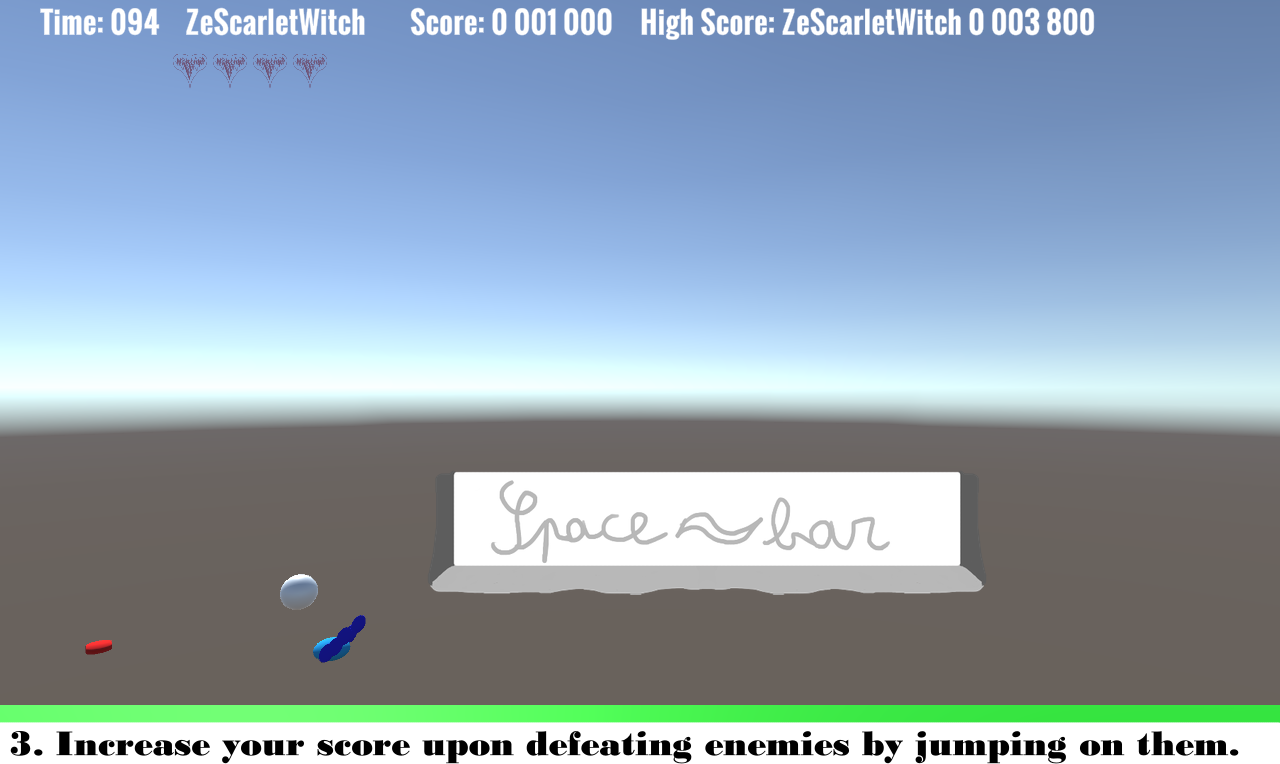 Time: 094 ZeScarletWitch Score: 0 001 000 High Score: ZeScarletWitch 0 003 800
Space bar
3. Increase your score upon defeating enemies by jumping on them.